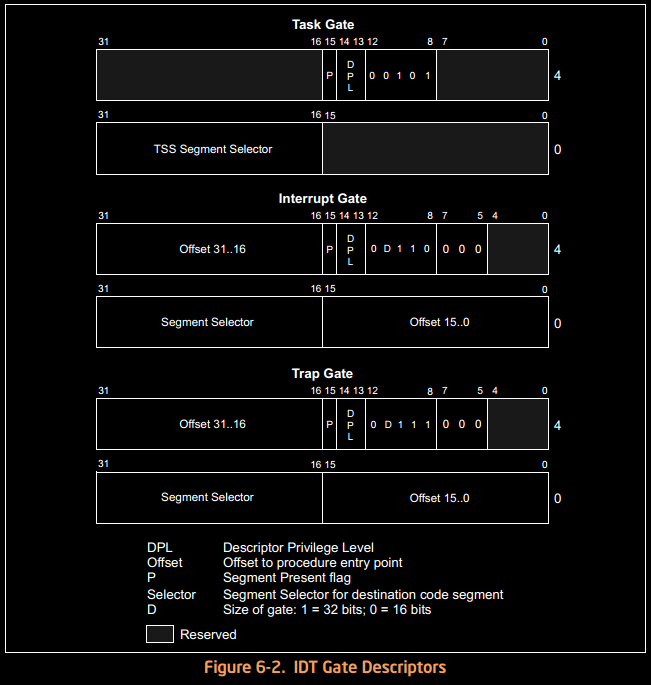 Task Gate
31 16 15 14 13 12 8 7 0
P D P L 0 0 1 0 1 4
31 16 15 0
TSS Segment Selector 0
Interrupt Gate
31 16 15 14 13 12 8 7 5 4 0
Offset 31..16 P D P L 0 D 1 1 0 0 0 0 4
31 16 15 0
Segment Selector Offset 15..0 0
Trap Gate
31 16 15 14 13 12 8 7 5 4 0
Offset 31..16 P D P L 0 D 1 1 1 0 0 0 4
31 16 15 0
Segment Selector Offset 15..0 0
DPL Descriptor Privilege Level
Offset Offset to procedure entry point
P Segment Present flag
Selector Segment Selector for destination code segment
D Size of gate: 1 = 32 bits; 0 = 16 bits
Reserved
Figure 6-2. IDT Gate Descriptors